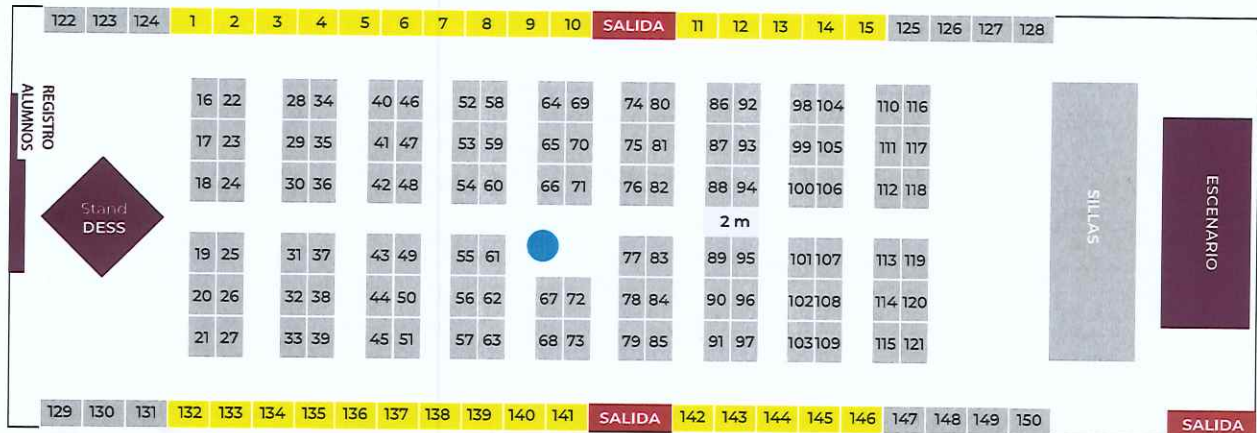 122 123 124 1 2 3 4 5 6 7 8 9 10 SALIDA 11 12 13 14 15 125 126 127 128
REGISTRO
ALUMNOS
16 22 28 34 40 46 52 58 64 69 74 80 86 92 98 104 110 116
17 23 29 35 41 47 53 59 65 70 75 81 87 93 99 105 111 117
18 24 30 36 42 48 54 60 66 71 76 82 88 94 100 106 112 118
Stand
DESS
2 m
SILLAS
ESCENARIO
19 25 31 37 43 49 55 61 77 83 89 95 101 107 113 119
20 26 32 38 44 50 56 62 67 72 78 84 90 96 102 108 114 120
21 27 33 39 45 51 57 63 68 73 79 85 91 97 103 109 115 121
129 130 131 132 133 134 135 136 137 138 139 140 141 SALIDA 142 143 144 145 146 147 148 149 150 SALIDA